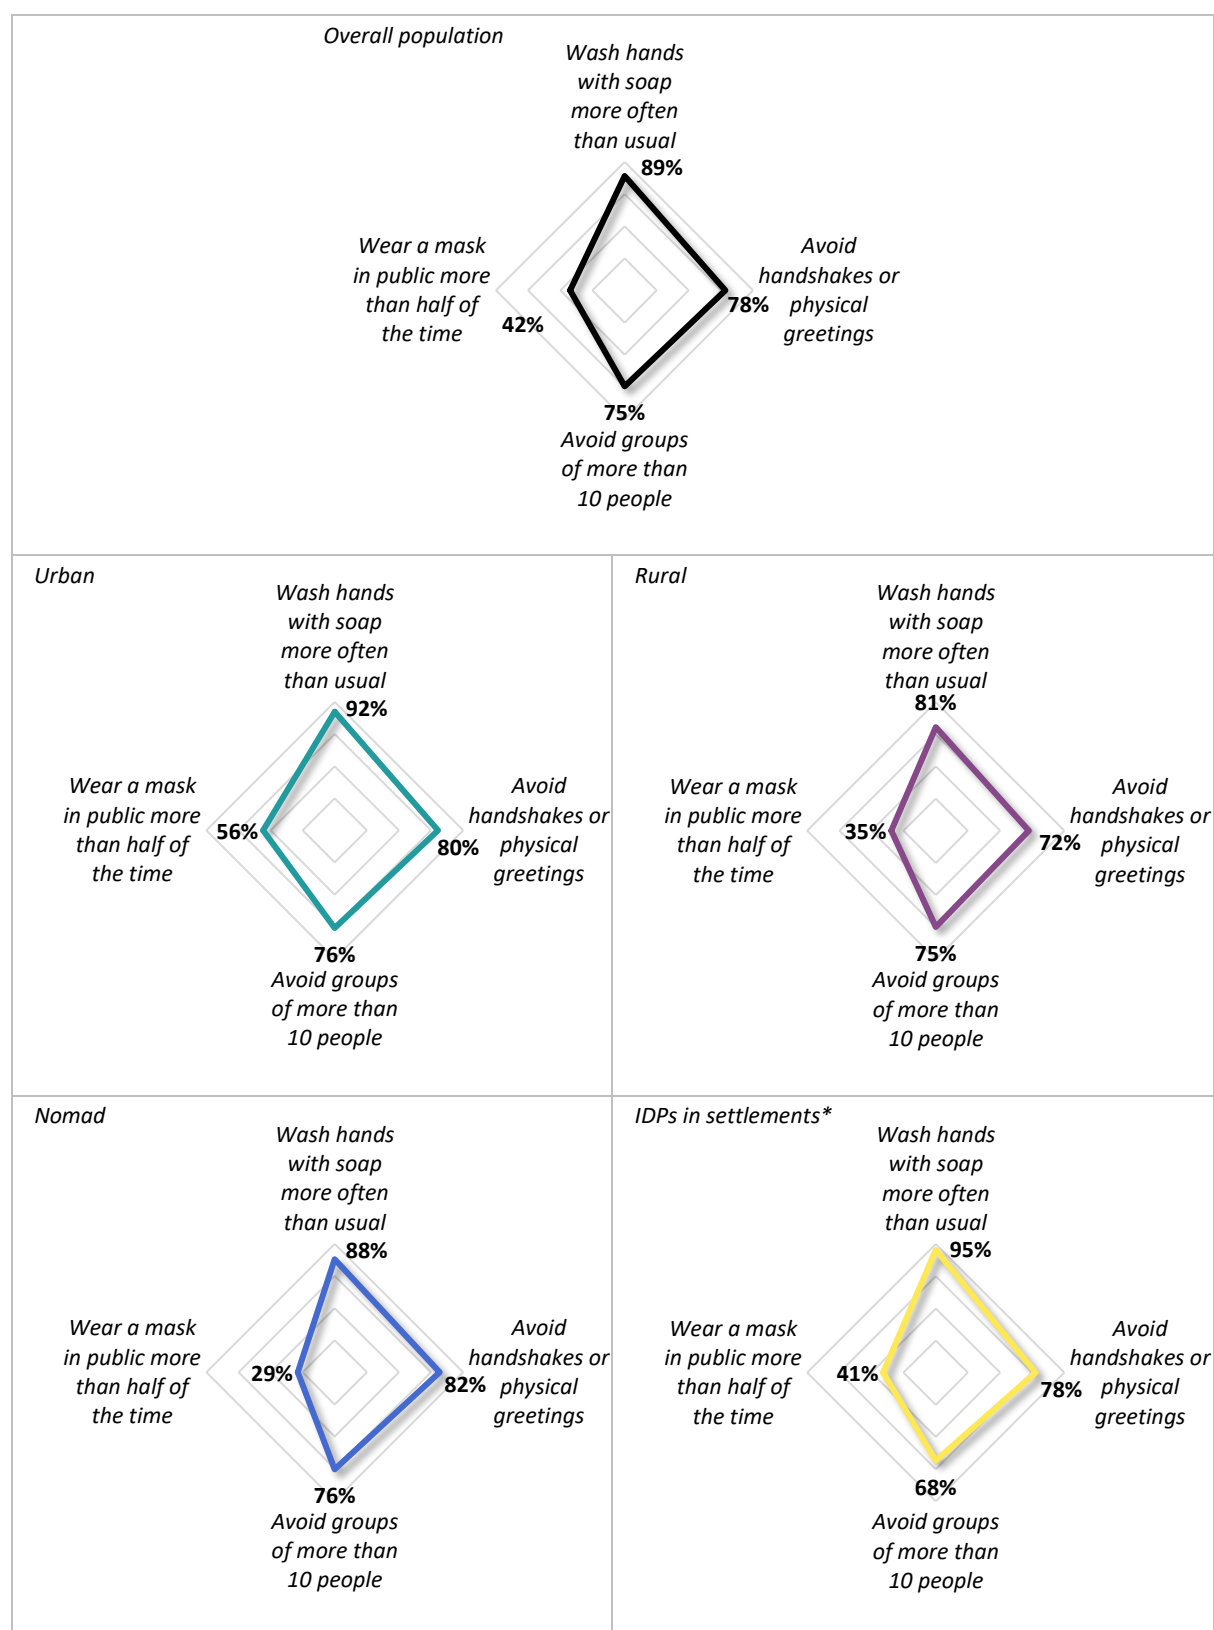 Overall population
Wash hands
with soap
more often
than usual
89%
Wear a mask
in public more
than half of
the time
42%
Avoid
handshakes or
physical
greetings
78%
75%
Avoid groups
of more than
10 people
Urban
Wash hands
with soap
more often
than usual
92%
Wear a mask
in public more
than half of
the time
56%
Avoid
handshakes or
physical
greetings
80%
76%
Avoid groups
of more than
10 people
Rural
Wash hands
with soap
more often
than usual
81%
Wear a mask
in public more
than half of
the time
35%
Avoid
handshakes or
physical
greetings
72%
75%
Avoid groups
of more than
10 people
Nomad
Wash hands
with soap
more often
than usual
88%
Wear a mask
in public more
than half of
the time
29%
Avoid
handshakes or
physical
greetings
82%
76%
Avoid groups
of more than
10 people
IDPs in settlements*
Wash hands
with soap
more often
than usual
95%
Wear a mask
in public more
than half of
the time
41%
Avoid
handshakes or
physical
greetings
78%
68%
Avoid groups
of more than
10 people